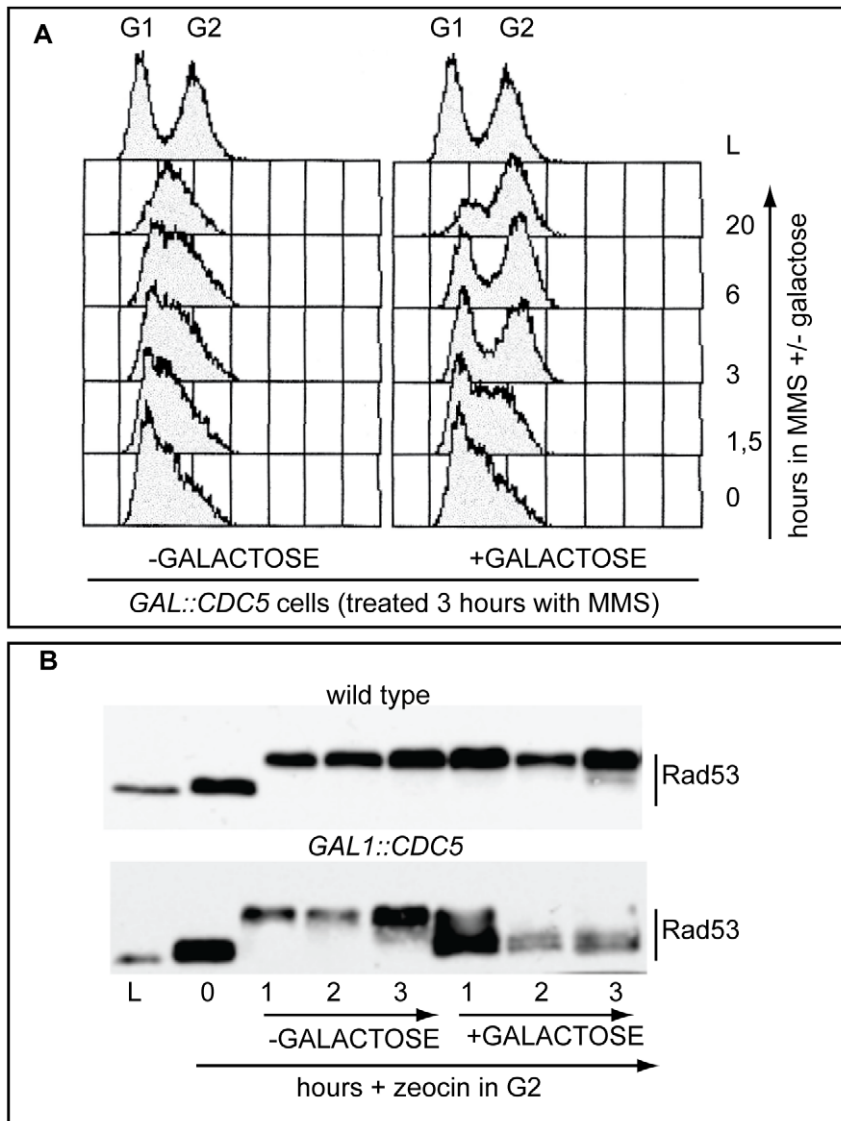 A
G1 G2 G1 G2
L
20
6
3
1,5
0
hours in MMS +/- galactose
-GALACTOSE +GALACTOSE
GAL::CDC5 cells (treated 3 hours with MMS)
B
wild type
Rad53
GAL1::CDC5
Rad53
L 0 1 2 3 1 2 3
-GALACTOSE +GALACTOSE
hours + zeocin in G2